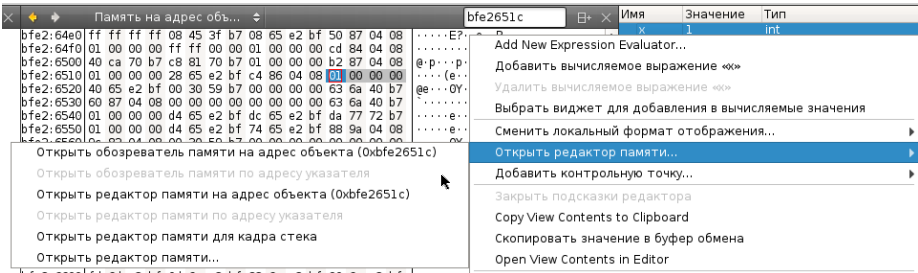 Память на адрес объ...
bfe2651c
Имя Значение Тип
x 1 int
bfe2:64e0 ff ff ff ff 08 45 3f b7 08 65 e2 bf 50 87 04 08 .....E?.
bfe2:64f0 01 00 00 00 ff ff 00 00 01 00 00 00 cd 84 04 08
bfe2:6500 40 ca 70 b7 c8 81 70 b7 01 00 00 00 b2 87 04 08 @·p···p·
bfe2:6510 01 00 00 00 28 65 e2 bf c4 86 04 08 01 00 00 00 ····(e··
bfe2:6520 40 65 e2 bf 00 30 59 b7 00 00 00 00 63 6a 40 b7 @e···0Y·
bfe2:6530 60 87 04 08 00 00 00 00 00 00 00 00 63 6a 40 b7 `·······
bfe2:6540 01 00 00 00 d4 65 e2 bf dc 65 e2 bf da 77 72 b7 ·····e··
bfe2:6550 01 00 00 00 d4 65 e2 bf 74 65 e2 bf 88 9a 04 08 ·····e··
Add New Expression Evaluator...
Добавить вычисляемое выражение «x»
Удалить вычисляемое выражение «x»
Выбрать виджет для добавления в вычисляемые значения
Сменить локальный формат отображения...
Открыть редактор памяти...
Добавить контрольную точку...
Закрыть подсказки редактора
Copy View Contents to Clipboard
Скопировать значение в буфер обмена
Open View Contents in Editor
Открыть обозреватель памяти на адрес объекта (0xbfe2651c)
Открыть обозреватель памяти по адресу указателя
Открыть редактор памяти на адрес объекта (0xbfe2651c)
Открыть редактор памяти по адресу указателя
Открыть редактор памяти для кадра стека
Открыть редактор памяти...